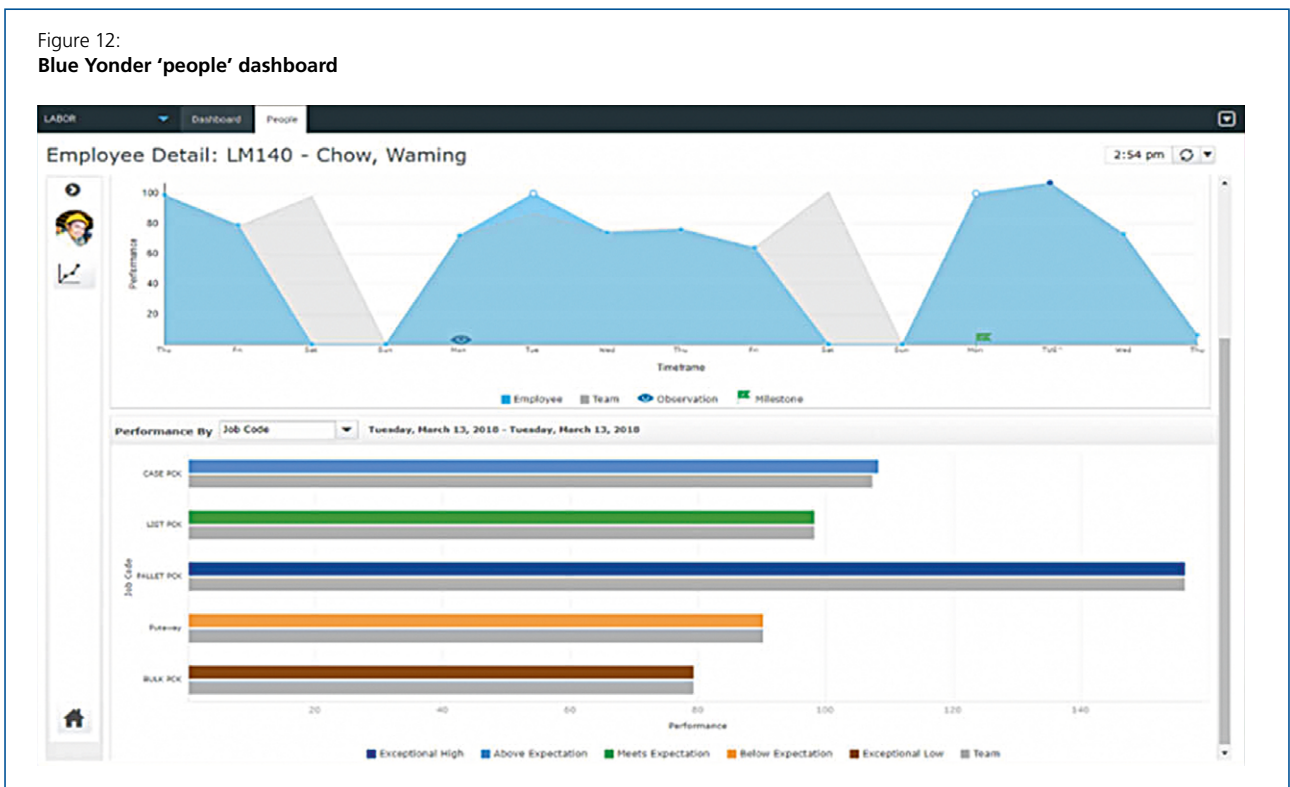 Figure 12:
Blue Yonder ‘people’ dashboard
LABOR Dashboard People
Employee Detail: LM140 - Chow, Waming
2:54 pm
100
80
60
40
20
Performance
Thu Fri Sat Sun Mon Tue Wed Thu Fri Sat Sun Mon Tue Wed Thu
Timeframe
Employee Team Observation Milestone
Performance By Job Code Tuesday, March 13, 2018 - Tuesday, March 13, 2018
CASE PCK
LIST PCK
PALLET PCK
Putaway
BULK PCK
Job Code
20 40 60 80 100 120 140
Performance
Exceptional High Above Expectation Meets Expectation Below Expectation Exceptional Low Team